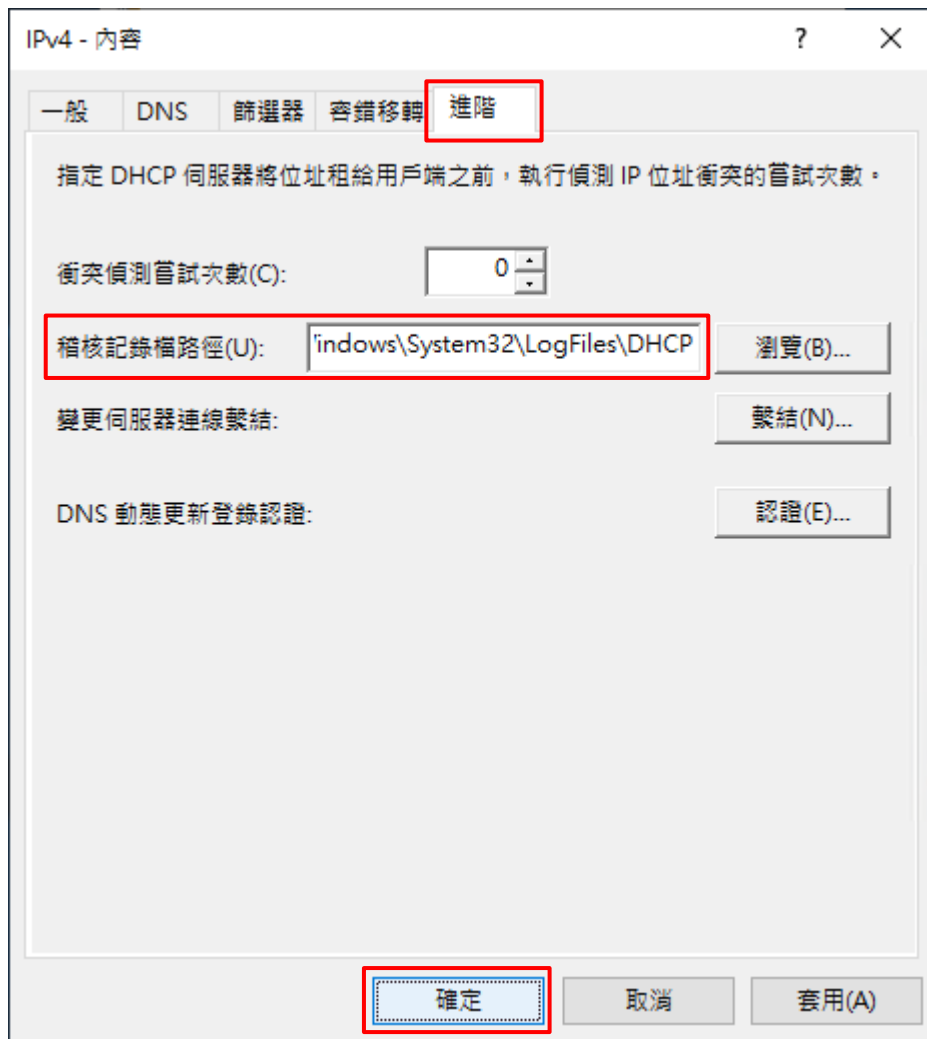 IPv4 - 內容
一般 DNS 篩選器 容錯移轉 進階
指定 DHCP 伺服器將位址租給用戶端之前，執行偵測 IP 位址衝突的嘗試次數。
衝突偵測嘗試次數(C): 0
稽核記錄檔路徑(U): indows\System32\LogFiles\DHCP 瀏覽(B)...
變更伺服器連線繫結: 繫結(N)...
DNS 動態更新登錄認證: 認證(E)...
確定 取消 套用(A)